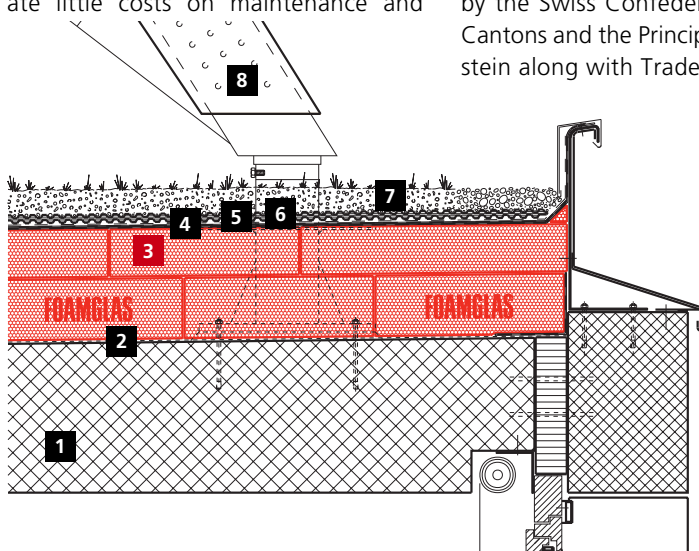 ate little costs on maintenance and
by the Swiss Confeder
Cantons and the Princip
stein along with Trade
8
7
6
5
4
3
FOAMGLAS
FOAMGLAS
2
1